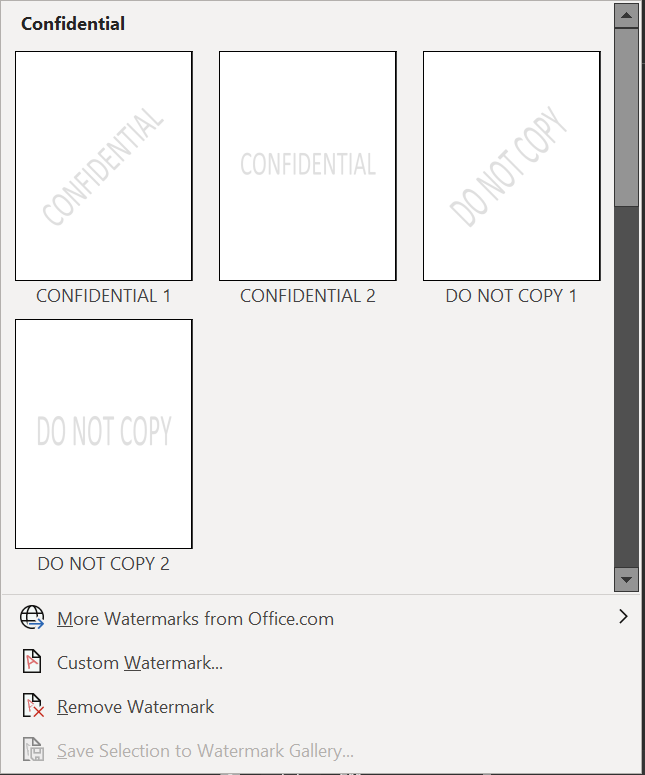 Confidential
CONFIDENTIAL
CONFIDENTIAL
DO NOT COPY
CONFIDENTIAL 1
CONFIDENTIAL 2
DO NOT COPY 1
DO NOT COPY
DO NOT COPY 2
More Watermarks from Office.com
Custom Watermark...
Remove Watermark
Save Selection to Watermark Gallery...